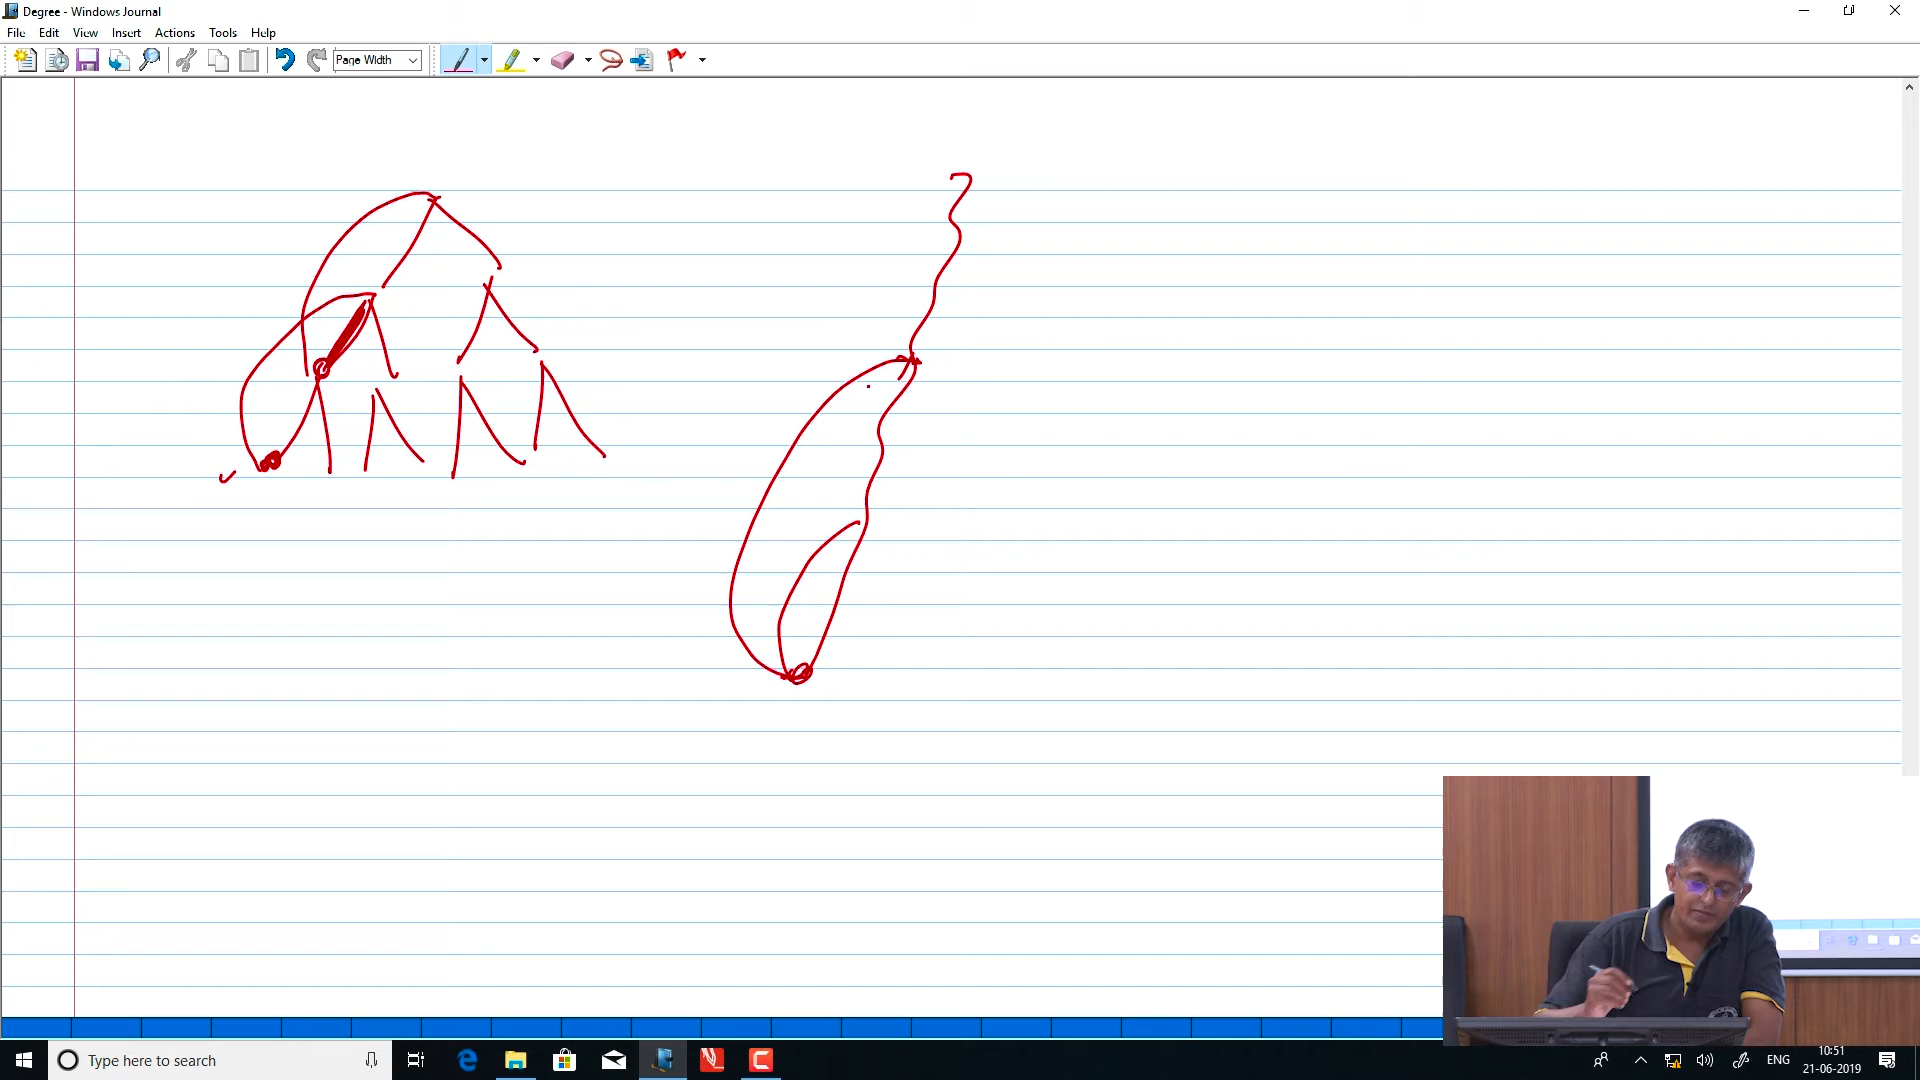 Degree - Windows Journal
File Edit View Insert Actions Tools Help
Page Width
Type here to search
ENG
10:51
21-06-2019